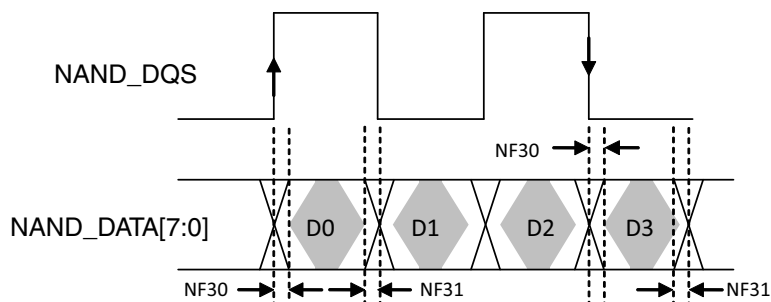 NAND_DQS
NF30
NAND_DATA[7:0] D0 D1 D2 D3
NF30 NF31 NF31